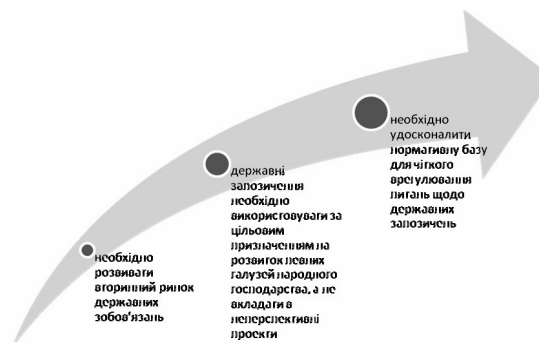 необхідно
розвивати
вторинний ринок
державних
зобов'язань
державні
запозичення
необхідно
використовувати за
цільовим
призначенням на
розвиток певних
галузей народного
господарства, а не
вкладати в
неперспективні
проекти
необхідно
удосконалити
нормативну базу
для чіткого
врегулювання
питань щодо
державних
запозичень